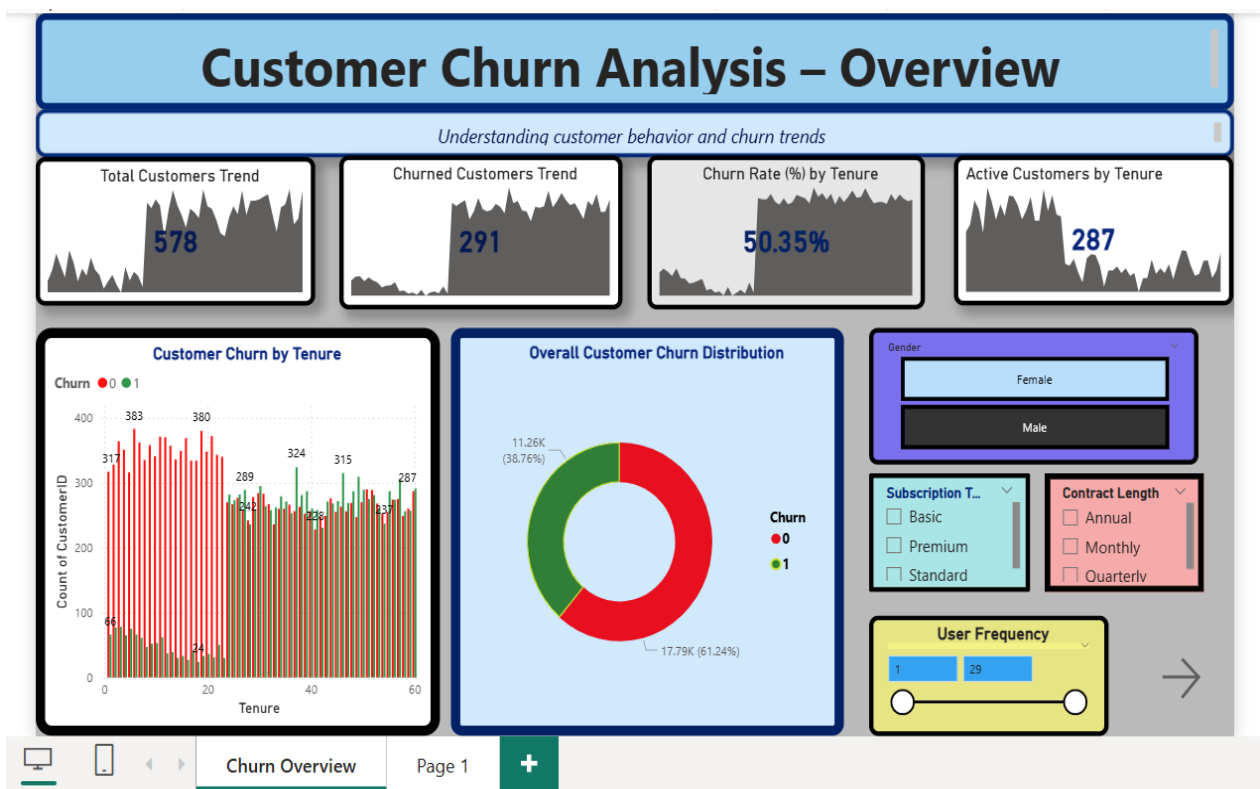 Customer Churn Analysis – Overview
Understanding customer behavior and churn trends
Total Customers Trend
578
Churned Customers Trend
291
Churn Rate (%) by Tenure
50.35%
Active Customers by Tenure
287
Customer Churn by Tenure
Churn 0 1
Count of CustomerID
400
300
200
100
0
317
383
380
66
24
289
242
324
228
315
237
287
0 20 40 60
Tenure
Overall Customer Churn Distribution
11.26K
(38.76%)
17.79K (61.24%)
Churn
0
1
Gender
Female
Male
Subscription T...
Basic
Premium
Standard
Contract Length
Annual
Monthly
Quarterly
User Frequency
1 29
Churn Overview Page 1 +